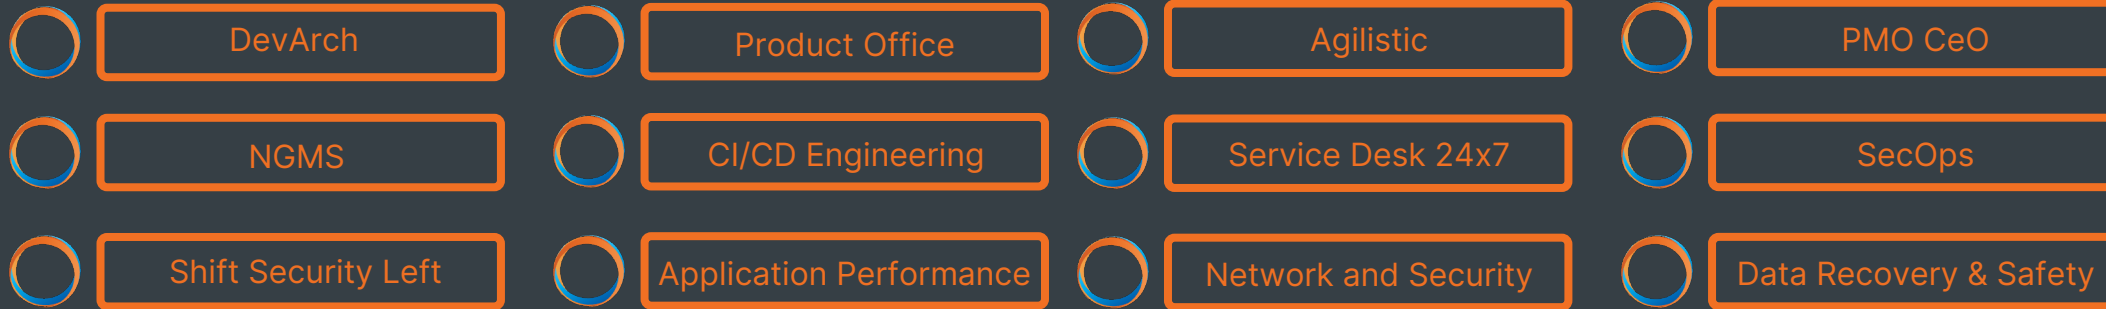 DevArch
Product Office
Agilistic
PMO CeO
NGMS
CI/CD Engineering
Service Desk 24x7
SecOps
Shift Security Left
Application Performance
Network and Security
Data Recovery & Safety